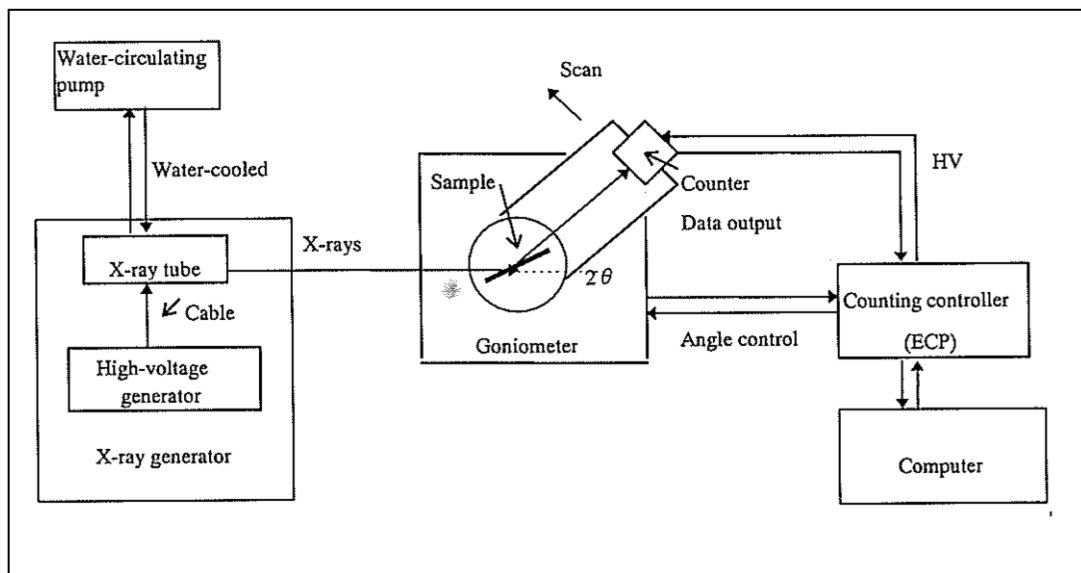 Water-circulating
pump
Scan
Water-cooled
Sample
Counter
HV
Data output
X-rays
X-ray tube
2θ
Cable
Counting controller
(ECP)
Goniometer
Angle control
High-voltage
generator
X-ray generator
Computer